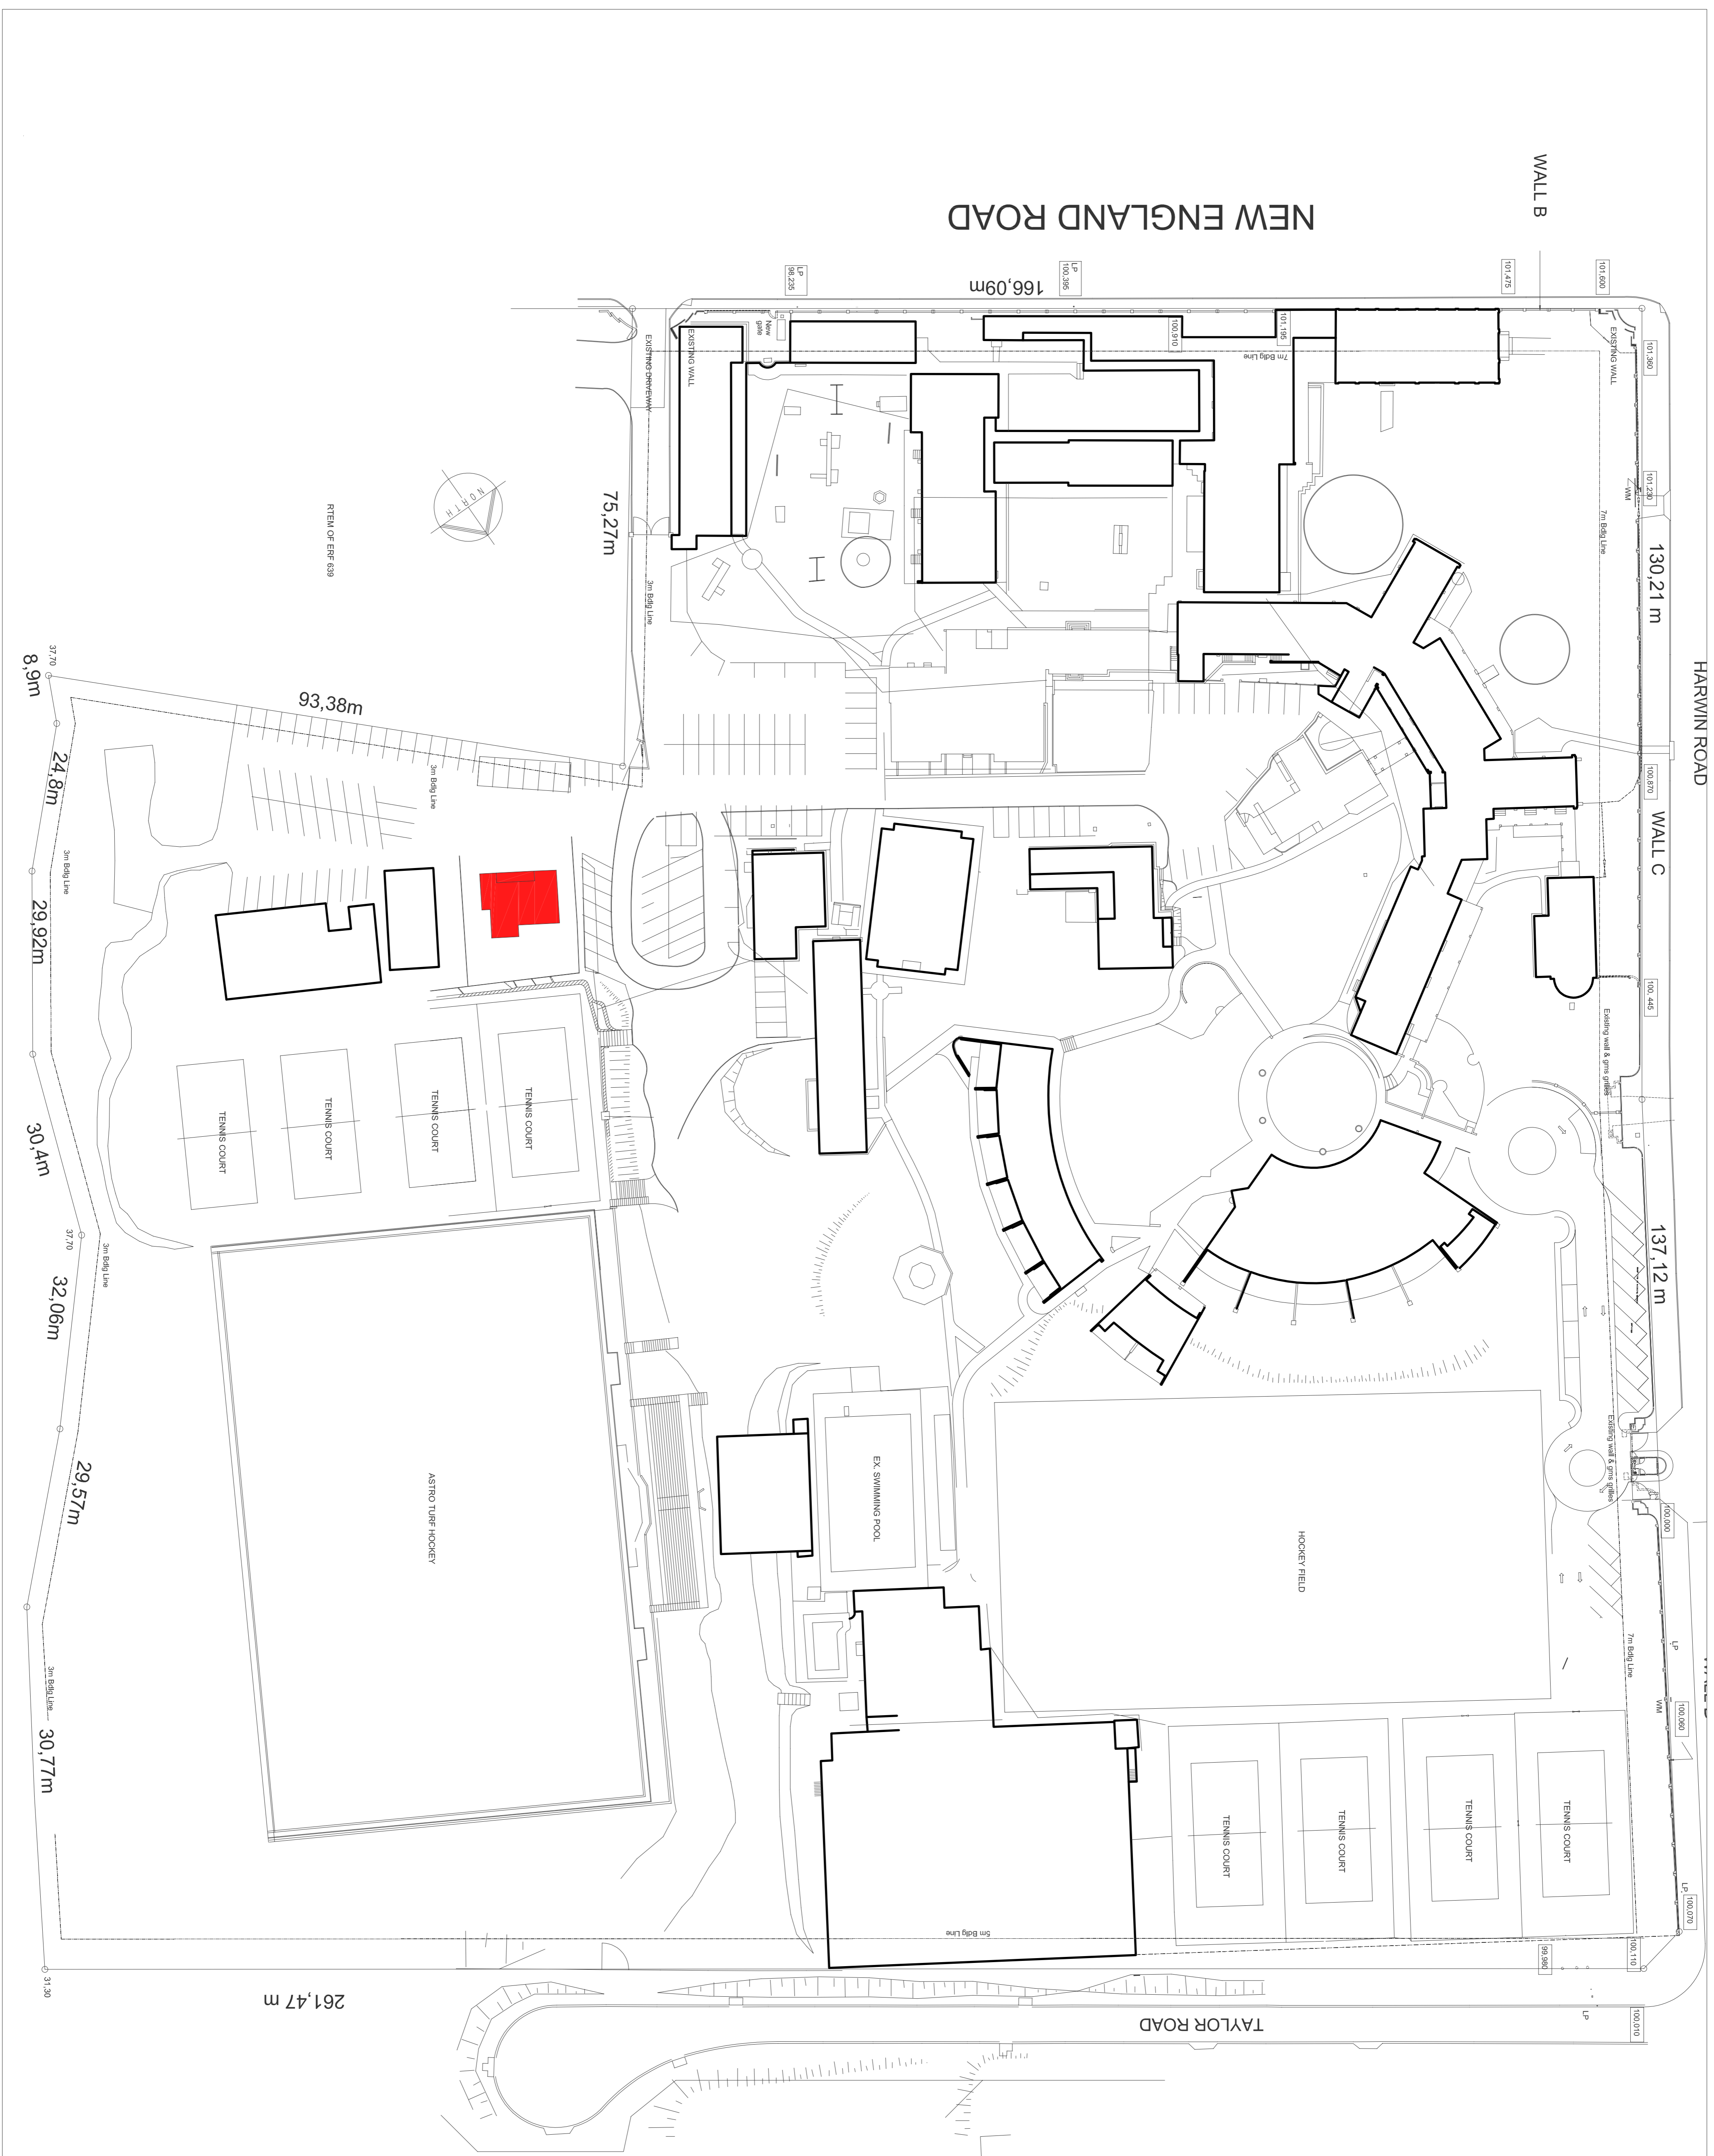 WALL B
NEW ENGLAND ROAD
LP
98,235
LP
100,395
166,09m
101,475
101,600
New
gate
EXISTING WALL
EXISTING DRIVEWAY
100,910
101,195
7m Bdlg Line
EXISTING WALL
101,360
101,230
WM
7m Bdlg Line
130,21 m
HARWIN ROAD
NORTH
RTEM OF ERF 639
75,27m
3m Bdlg Line
37,70
8,9m
93,38m
24,8m
3m Bdlg Line
3m Bdlg Line
100,870
WALL C
29,92m
100, 445
Existing wall & gms grilles
30,4m
TENNIS COURT
TENNIS COURT
TENNIS COURT
TENNIS COURT
37,70
3m Bdlg Line
137,12 m
32,06m
29,57m
ASTRO TURF HOCKEY
EX. SWIMMING POOL
HOCKEY FIELD
Existing wall & gms grilles
100,000
7m Bdlg Line
LP
WM
100,060
3m Bdlg Line
30,77m
TENNIS COURT
TENNIS COURT
TENNIS COURT
TENNIS COURT
LP
100,070
5m Bdlg Line
99,980
100,110
31,30
261,47 m
TAYLOR ROAD
LP
100,010